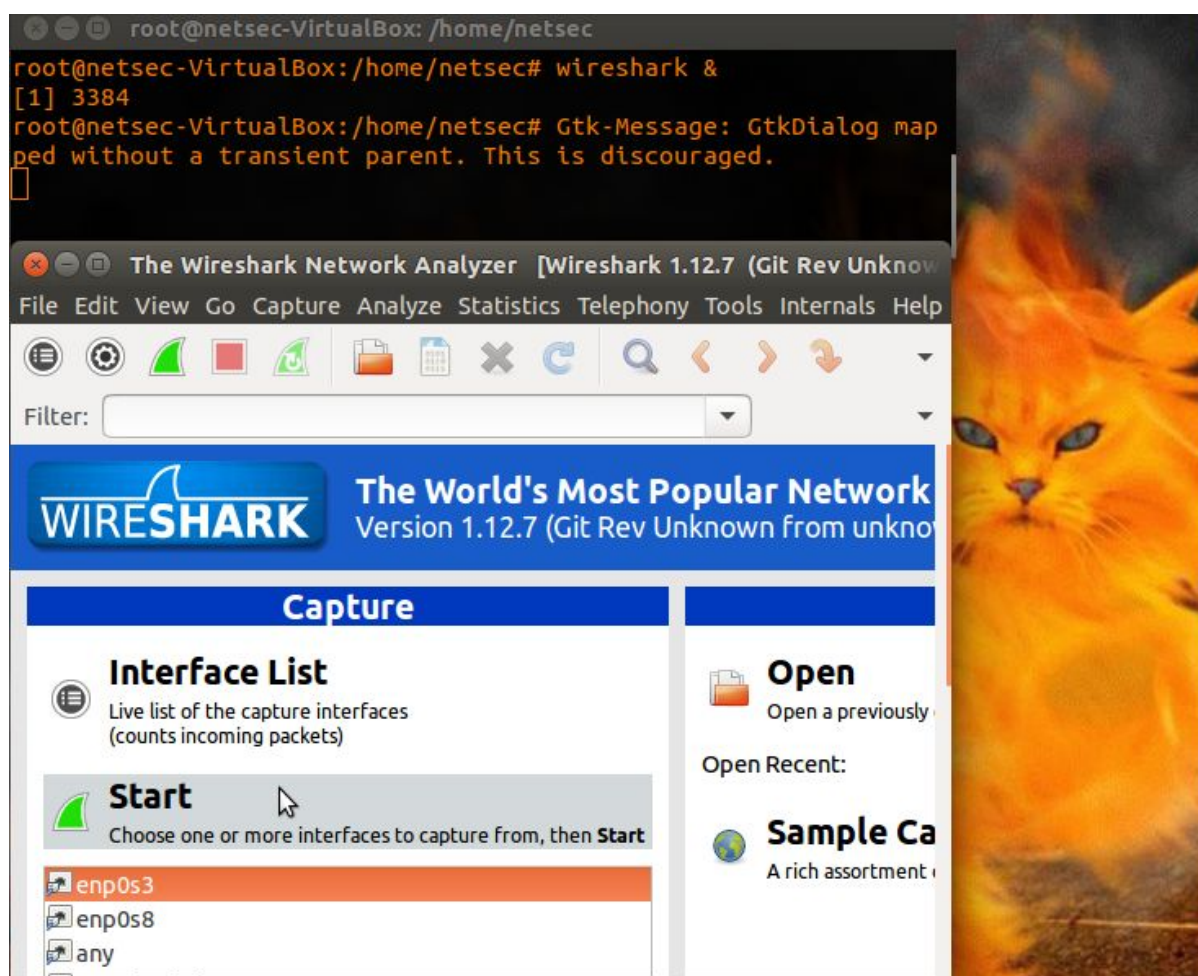 root@netsec-VirtualBox: /home/netsec
root@netsec-VirtualBox:/home/netsec# wireshark &
[1] 3384
root@netsec-VirtualBox:/home/netsec# Gtk-Message: GtkDialog map
ped without a transient parent. This is discouraged.
The Wireshark Network Analyzer [Wireshark 1.12.7 (Git Rev Unknow
File Edit View Go Capture Analyze Statistics Telephony Tools Internals Help
Filter:
WIRESHARK
The World's Most Popular Network
Version 1.12.7 (Git Rev Unknown from unkno
Capture
Interface List
Live list of the capture interfaces
(counts incoming packets)
Start
Choose one or more interfaces to capture from, then Start
enp0s3
enp0s8
any
Open
Open a previously
Open Recent:
Sample Ca
A rich assortment